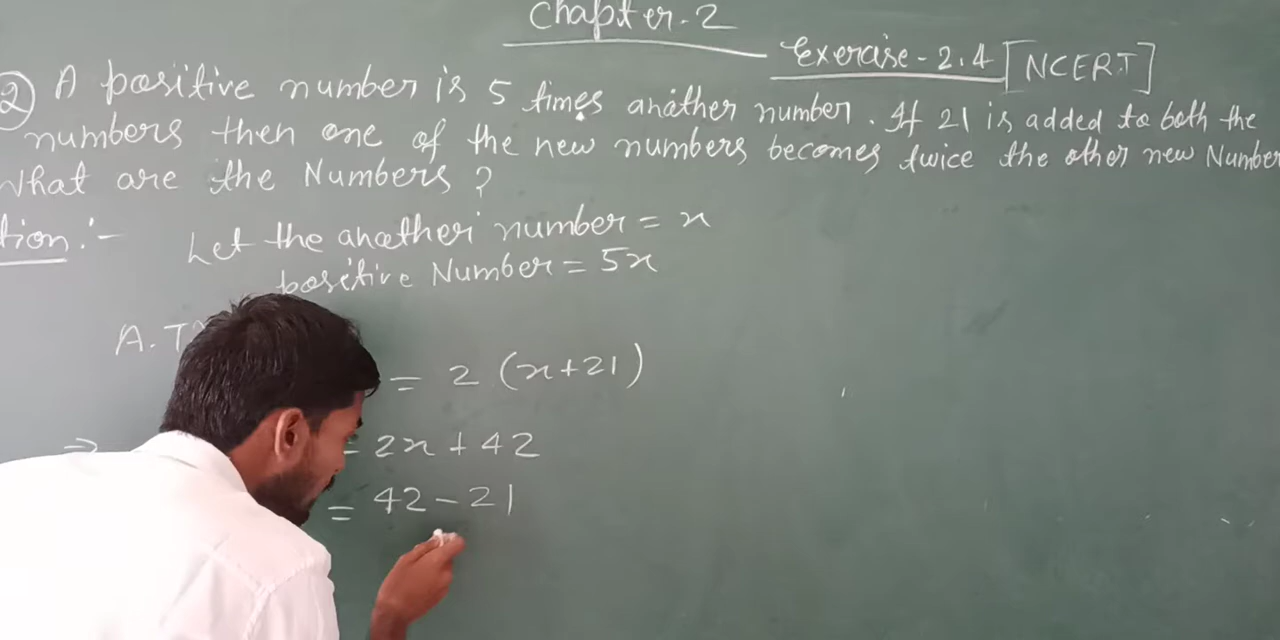 Chapter-2
Exercise-2.4 [NCERT]
2) A positive number is 5 times another number. If 21 is added to both the
numbers then one of the new numbers becomes twice the other new Number
What are the Numbers?
tion:- Let the another number = x
positive Number = 5x
A.T
= 2 (x+21)
⇒ = 2x + 42
= 42 - 21